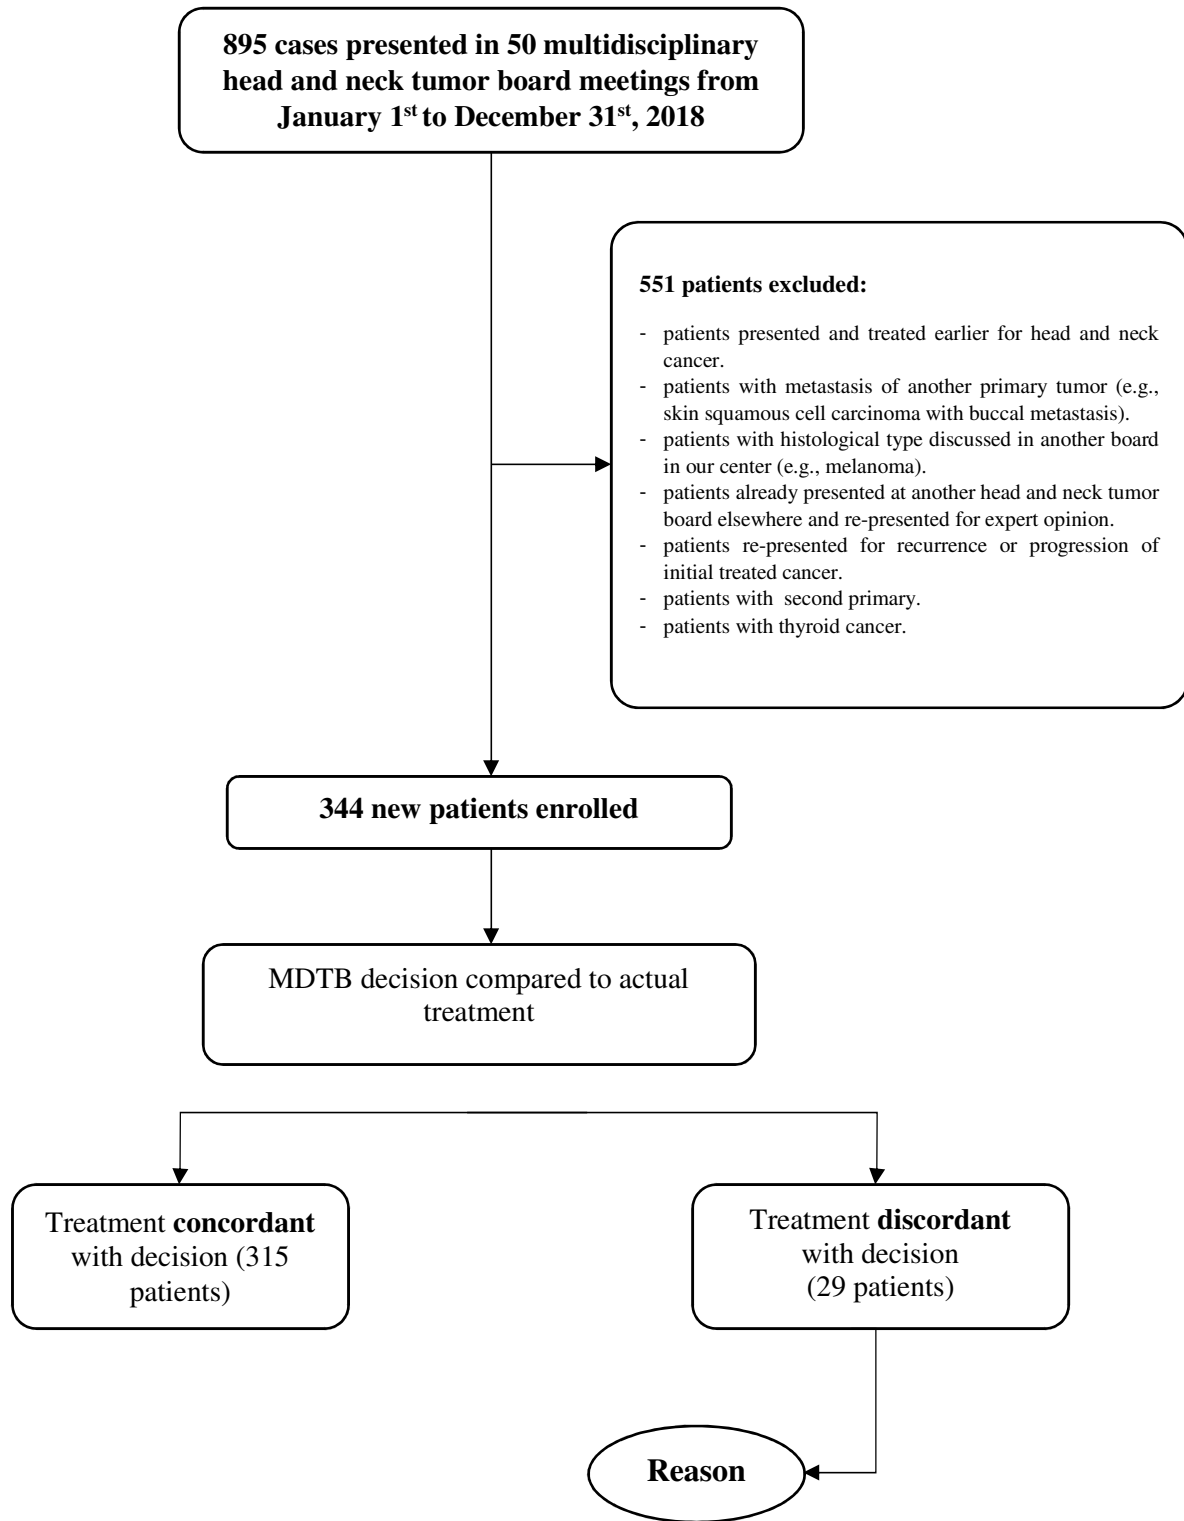 895 cases presented in 50 multidisciplinary
head and neck tumor board meetings from
January 1st to December 31st, 2018
551 patients excluded:
- patients presented and treated earlier for head and neck
cancer.
- patients with metastasis of another primary tumor (e.g.,
skin squamous cell carcinoma with buccal metastasis).
- patients with histological type discussed in another board
in our center (e.g., melanoma).
- patients already presented at another head and neck tumor
board elsewhere and re-presented for expert opinion.
- patients re-presented for recurrence or progression of
initial treated cancer.
- patients with second primary.
- patients with thyroid cancer.
344 new patients enrolled
MDTB decision compared to actual
treatment
Treatment concordant
with decision (315
patients)
Treatment discordant
with decision
(29 patients)
Reason